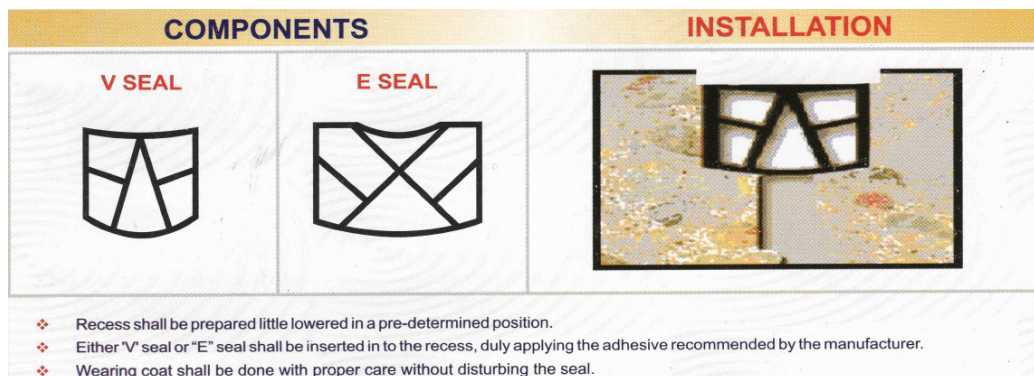 COMPONENTS
INSTALLATION
V SEAL
E SEAL
Recess shall be prepared little lowered in a pre-determined position.
Either 'V' seal or “E” seal shall be inserted in to the recess, duly applying the adhesive recommended by the manufacturer.
Wearing coat shall be done with proper care without disturbing the seal.